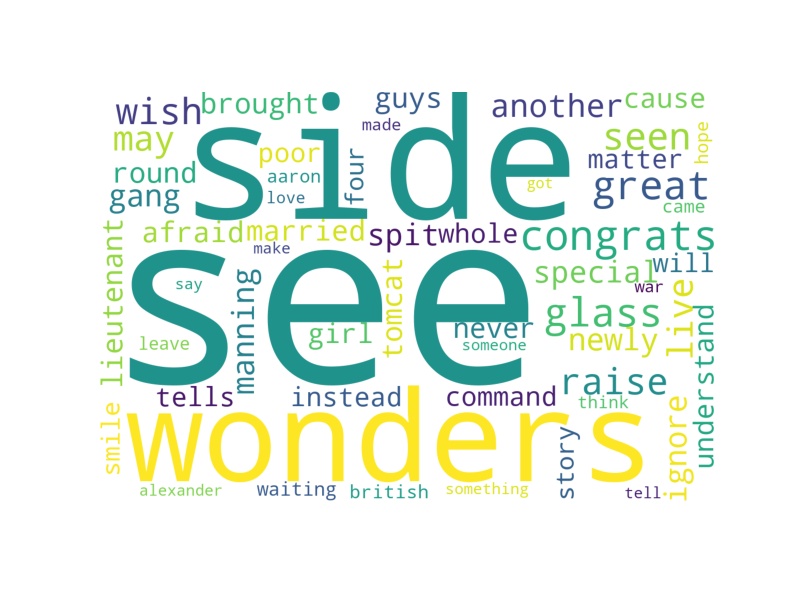 wish brought side guys made another cause
may poor seen hope
round aaron four matter
gang love got great came
lieutenant afraid married spit whole congrats
make see tomcat special will
say war live
manning girl never glass
leave someone newly understand
tells instead command raise
smile wonders think ignore
story
alexander waiting british something tell